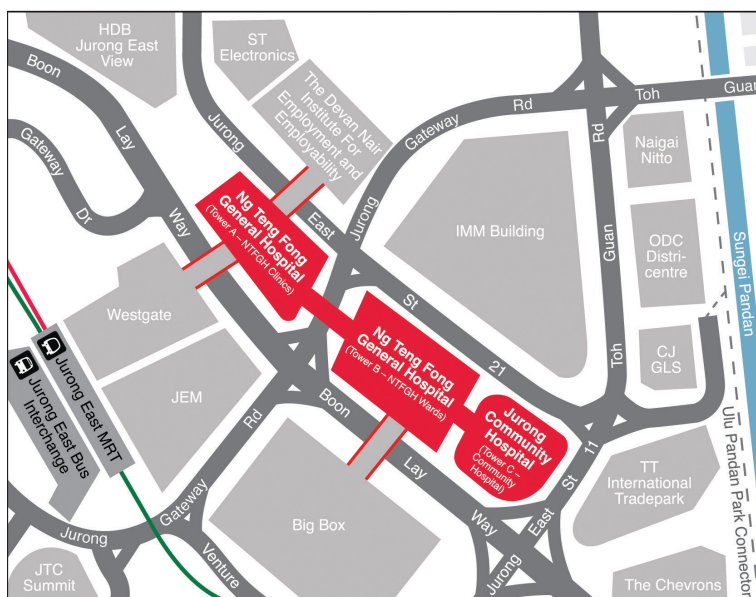 HDB
Jurong East
View
ST
Electronics
The Devan Nair
Institute For
Employment and
Employability
Boon
Lay
Way
Gateway
Dr
Jurong
East
St
21
Jurong
Gateway
Rd
Toh
Guan
Rd
Guan
Toh
Naigai
Nitto
ODC
Distri-
centre
CJ
GLS
Sungei Pandan
Ulu Pandan Park Connector
IMM Building
Ng Teng Fong
General Hospital
(Tower A – NTFGH Clinics)
Ng Teng Fong
General Hospital
(Tower B – NTFGH Wards)
Jurong
Community
Hospital
(Tower C –
Community
Hospital)
Westgate
JEM
Jurong East MRT
Jurong East Bus
Interchange
Boon
Lay
Way
Big Box
Jurong
Gateway
Rd
Venture
JTC
Summit
Jurong
East
St
11
TT
International
Tradepark
The Chevrons